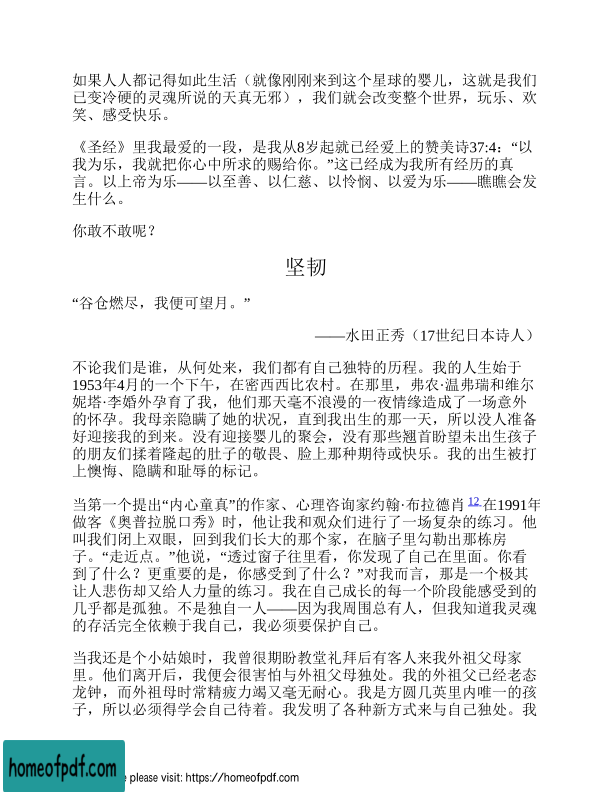 如果人人都记得如此生活（就像刚刚来到这个星球的婴儿，这就是我们
已变冷硬的灵魂所说的天真无邪），我们就会改变整个世界，玩乐、欢
笑、感受快乐。
《圣经》里我最爱的一段，是我从8岁起就已经爱上的赞美诗37:4：“以
我为乐，我就把你心中所求的赐给你。”这已经成为我所有经历的真
言。以上帝为乐——以至善、以仁慈、以怜悯、以爱为乐——瞧瞧会发
生什么。
你敢不敢呢？
坚韧
“谷仓燃尽，我便可望月。”
——水田正秀（17世纪日本诗人）
不论我们是谁，从何处来，我们都有自己独特的历程。我的人生始于
1953年4月的一个下午，在密西西比农村。在那里，弗农·温弗瑞和维尔
妮塔·李婚外孕育了我，他们那天毫不浪漫的一夜情缘造成了一场意外
的怀孕。我母亲隐瞒了她的状况，直到我出生的那一天，所以没人准备
好迎接我的到来。没有迎接婴儿的聚会，没有那些翘首盼望未出生孩子
的朋友们揉着隆起的肚子的敬畏、脸上那种期待或快乐。我的出生被打
上懊悔、隐瞒和耻辱的标记。
当第一个提出“内心童真”的作家、心理咨询家约翰·布拉德肖 12 在1991年
做客《奥普拉脱口秀》时，他让我和观众们进行了一场复杂的练习。他
叫我们闭上双眼，回到我们长大的那个家，在脑子里勾勒出那栋房
子。“走近点。”他说，“透过窗子往里看，你发现了自己在里面。你看
到了什么？更重要的是，你感受到了什么？”对我而言，那是一个极其
让人悲伤却又给人力量的练习。我在自己成长的每一个阶段能感受到的
几乎都是孤独。不是独自一人——因为我周围总有人，但我知道我灵魂
的存活完全依赖于我自己，我必须要保护自己。
当我还是个小姑娘时，我曾很期盼教堂礼拜后有客人来我外祖父母家
里。他们离开后，我便会很害怕与外祖父母独处。我的外祖父已经老态
龙钟，而外祖母时常精疲力竭又毫无耐心。我是方圆几英里内唯一的孩
子，所以必须得学会自己待着。我发明了各种新方式来与自己独处。我
homeofpdf.com
e please visit: https://homeofpdf.com